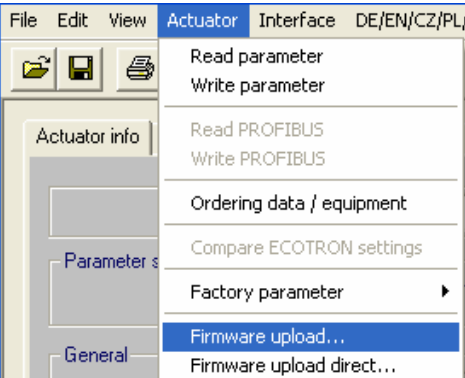 File Edit View Actuator Interface DE/EN/CZ/PL/
Read parameter
Write parameter
Actuator info
Read PROFIBUS
Write PROFIBUS
Ordering data / equipment
Compare ECOTRON settings
Parameter s
Factory parameter
Firmware upload...
General
Firmware upload direct...